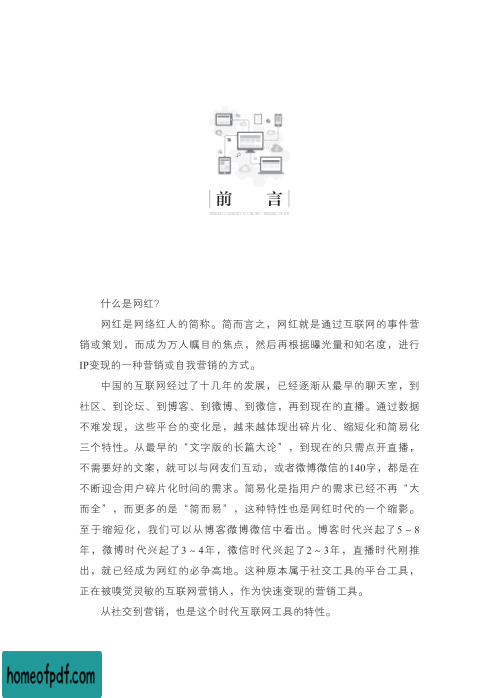 前 言
什么是网红？
网红是网络红人的简称。简而言之，网红就是通过互联网的事件营
销或策划，而成为万人瞩目的焦点，然后再根据曝光量和知名度，进行
IP变现的一种营销或自我营销的方式。
中国的互联网经过了十几年的发展，已经逐渐从最早的聊天室，到
社区、到论坛、到博客、到微博、到微信，再到现在的直播。通过数据
不难发现，这些平台的变化是，越来越体现出碎片化、缩短化和简易化
三个特性。从最早的“文字版的长篇大论”，到现在的只需点开直播，
不需要好的文案，就可以与网友们互动，或者微博微信的140字，都是在
不断迎合用户碎片化时间的需求。简易化是指用户的需求已经不再“大
而全”，而更多的是“简而易”，这种特性也是网红时代的一个缩影。
至于缩短化，我们可以从博客微博微信中看出。博客时代兴起了5～8
年，微博时代兴起了3～4年，微信时代兴起了2～3年，直播时代刚推
出，就已经成为网红的必争高地。这种原本属于社交工具的平台工具，
正在被嗅觉灵敏的互联网营销人，作为快速变现的营销工具。
从社交到营销，也是这个时代互联网工具的特性。
homeofpdf.com